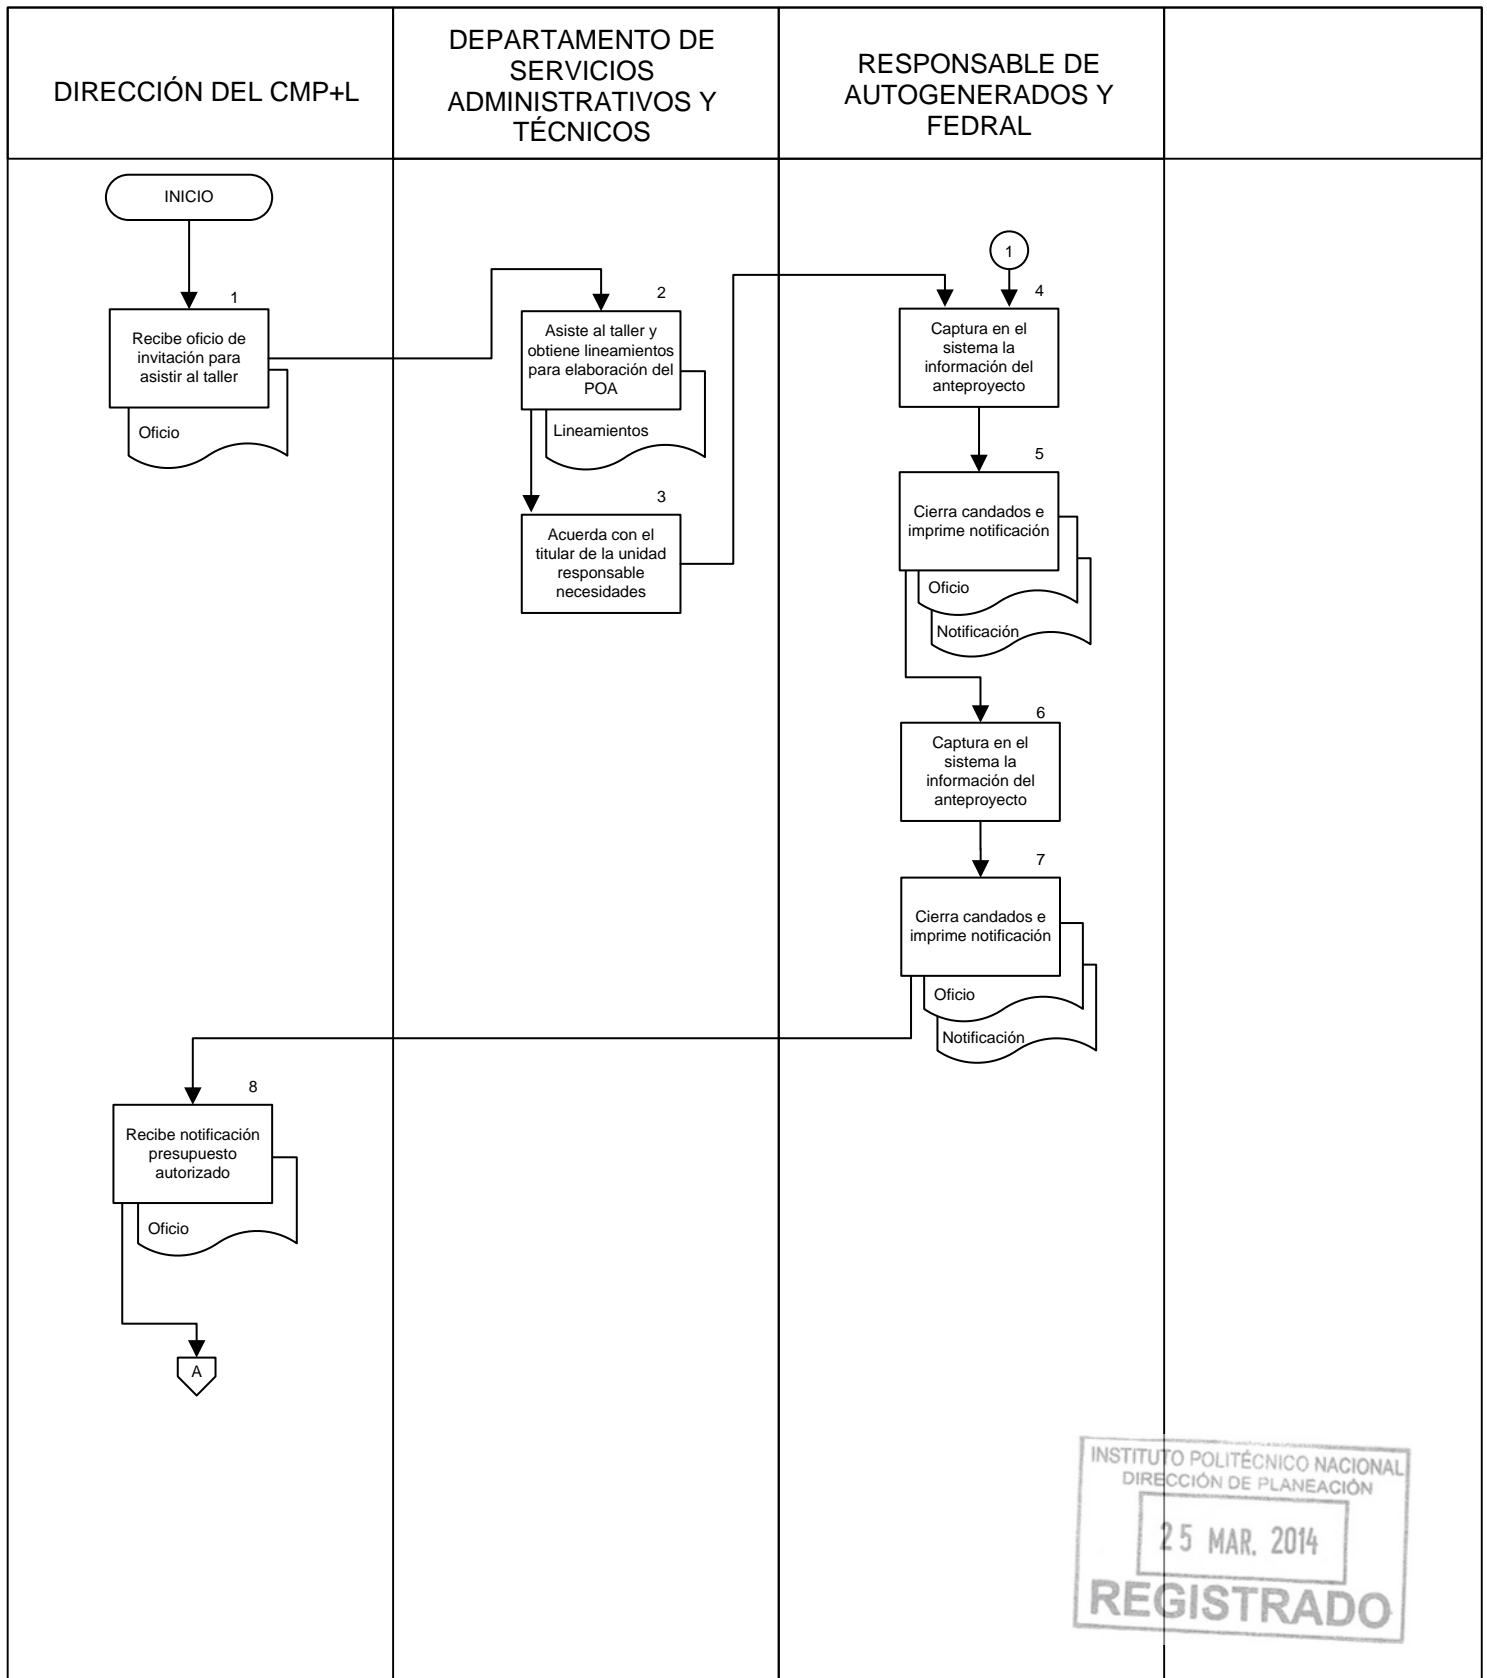 DIRECCIÓN DEL CMP+L
DEPARTAMENTO DE
SERVICIOS
ADMINISTRATIVOS Y
TÉCNICOS
RESPONSABLE DE
AUTOGENERADOS Y
FEDRAL
INICIO
1
Recibe oficio de
invitación para
asistir al taller
Oficio
2
Asiste al taller y
obtiene lineamientos
para elaboración del
POA
Lineamientos
3
Acuerda con el
titular de la unidad
responsable
necesidades
1
4
Captura en el
sistema la
información del
anteproyecto
5
Cierra candados e
imprime notificación
Oficio
Notificación
6
Captura en el
sistema la
información del
anteproyecto
7
Cierra candados e
imprime notificación
Oficio
Notificación
8
Recibe notificación
presupuesto
autorizado
Oficio
A
INSTITUTO POLITÉCNICO NACIONAL
DIRECCIÓN DE PLANEACIÓN
25 MAR. 2014
REGISTRADO